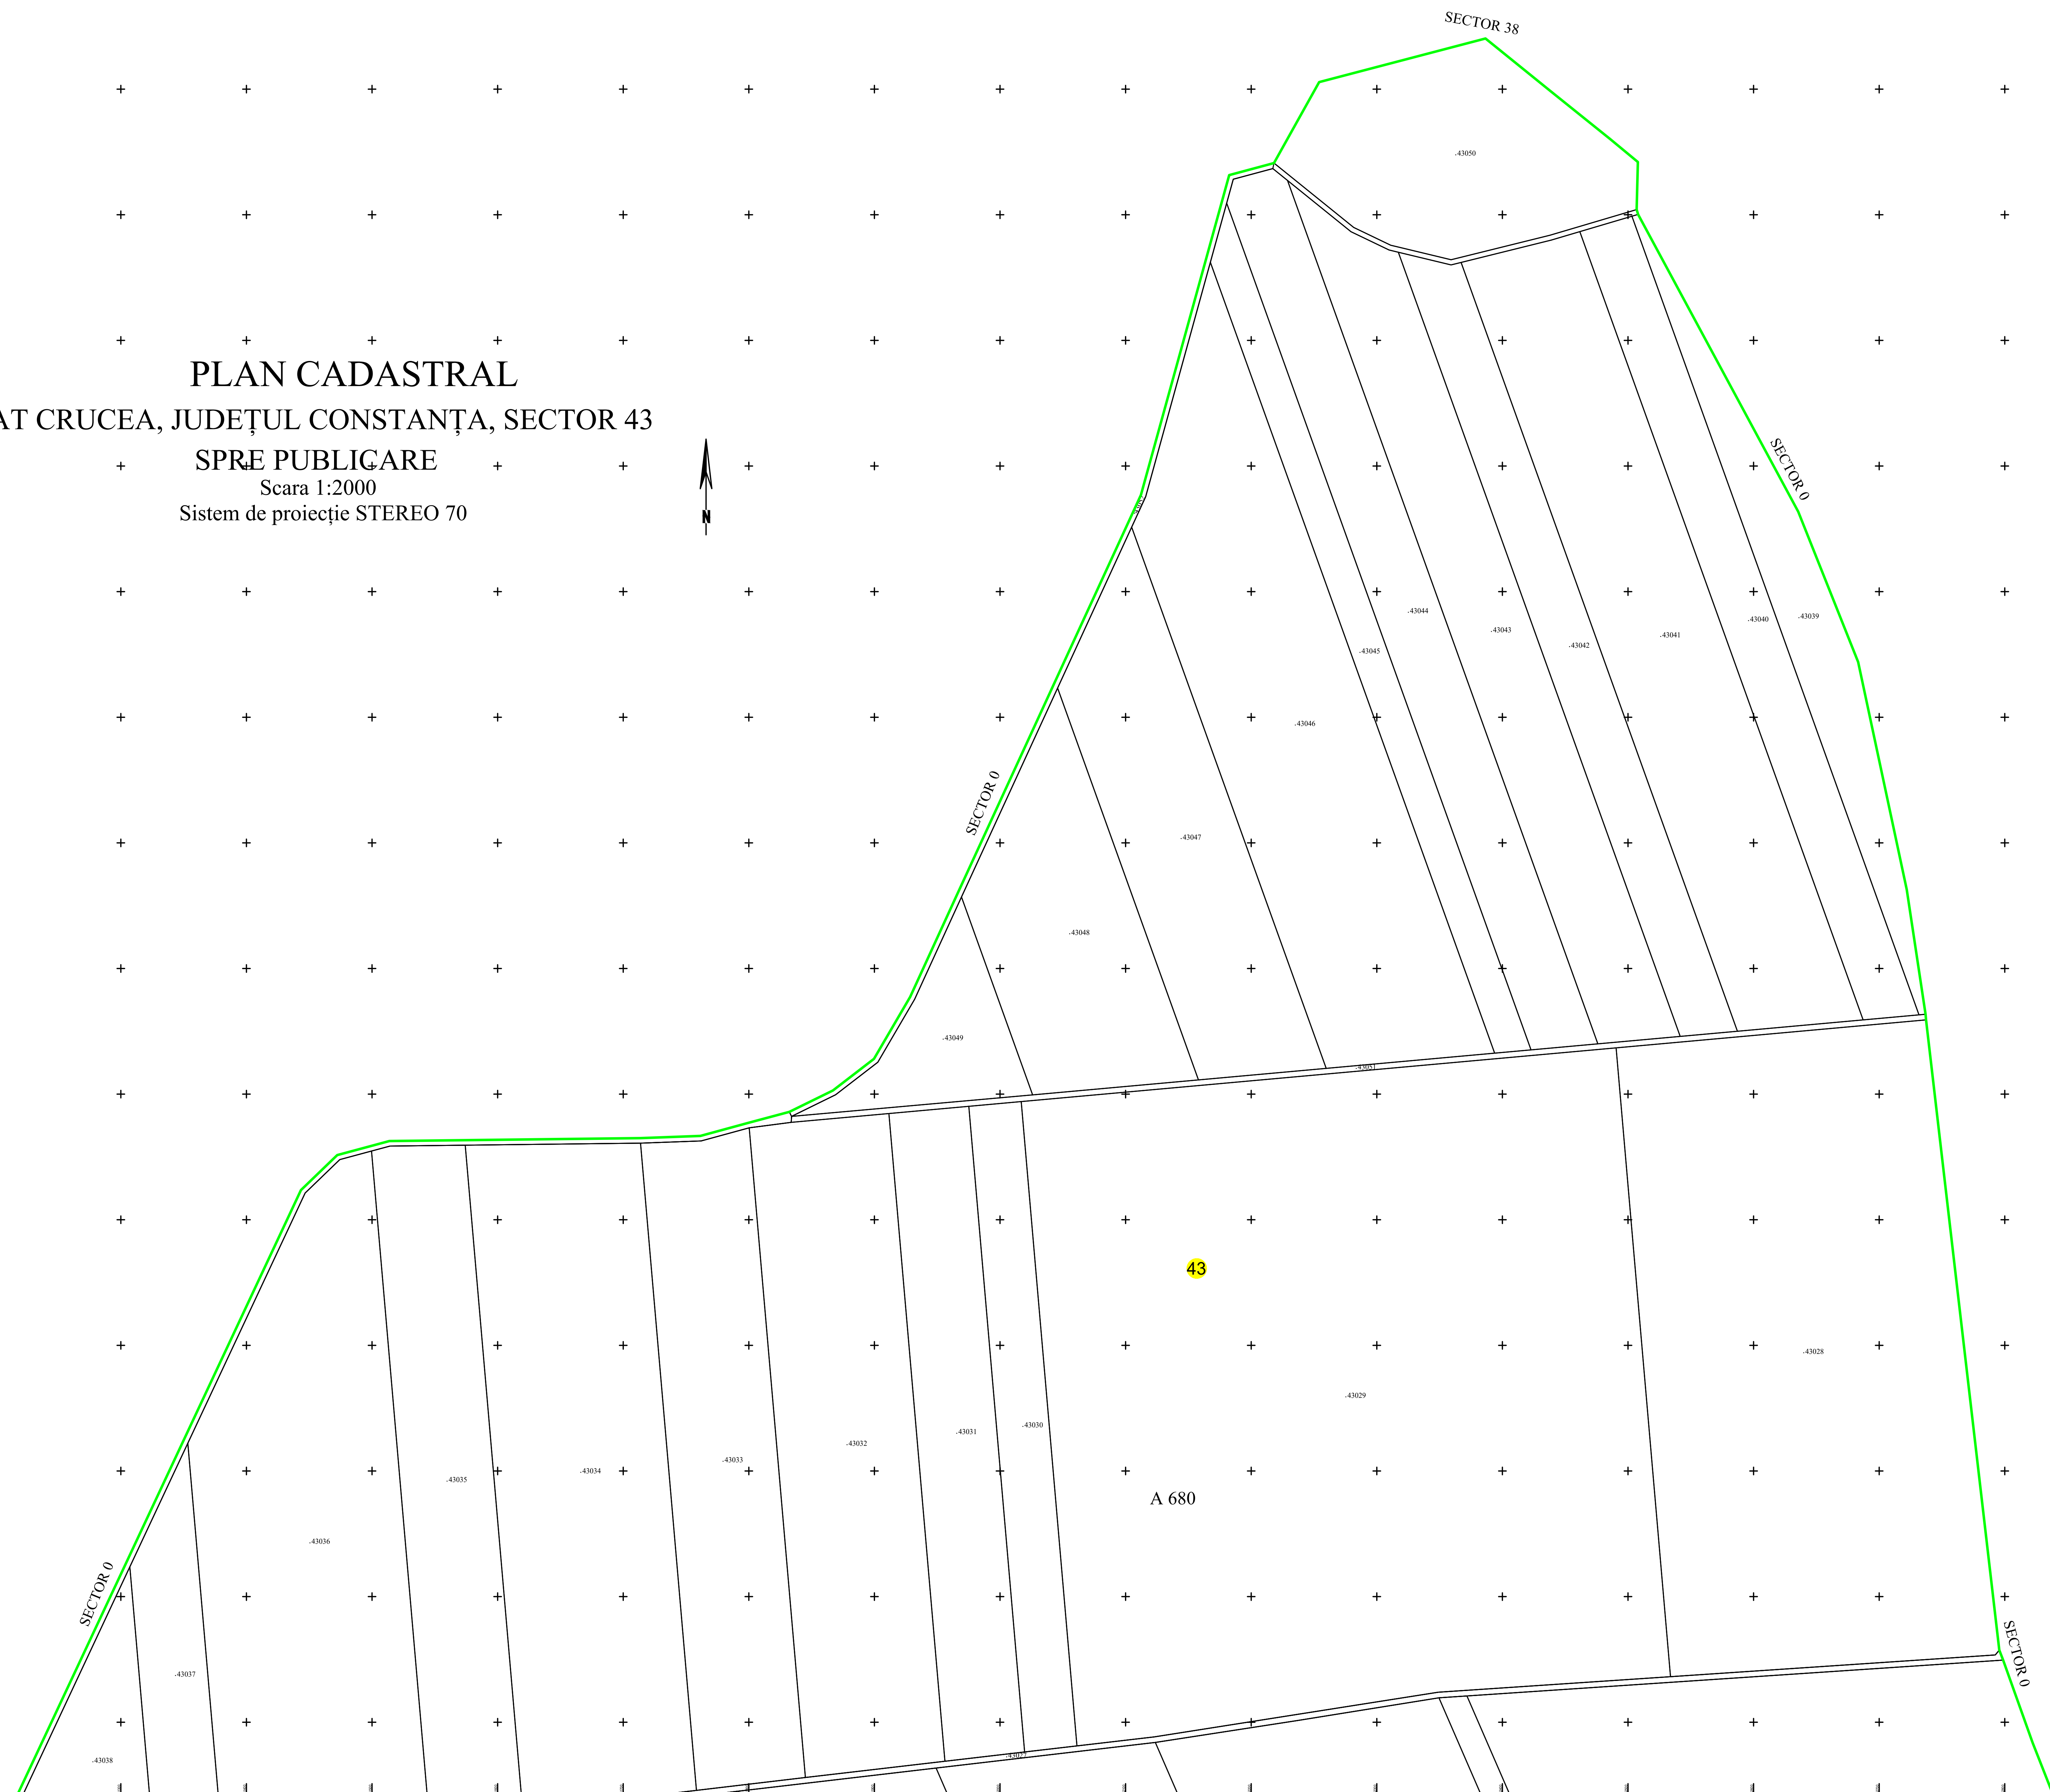 SECTOR 38
.43050
PLAN CADASTRAL
AT CRUCEA, JUDEȚUL CONSTANȚA, SECTOR 43
SPRE PUBLICARE
Scara 1:2000
Sistem de proiecție STEREO 70
N
SECTOR 0
.43044
.43043
.43042
.43041
.43040
.43039
.43045
.43046
SECTOR 0
.43047
.43048
.43049
.43051
43
.43028
.43029
.43030
.43031
.43032
.43033
.43034
.43035
A 680
.43036
SECTOR 0
SECTOR 0
.43037
.43038